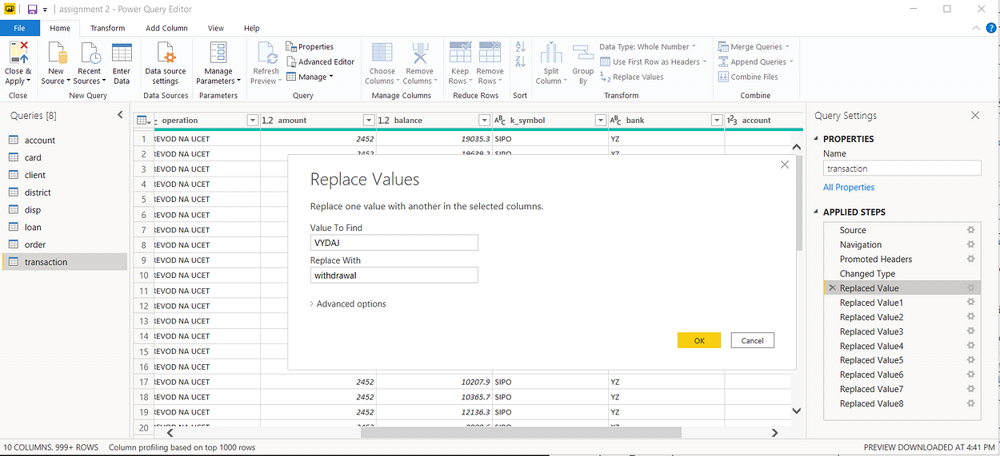 assignment 2 - Power Query Editor
File Home Transform Add Column View Help
Close & Apply
New Source
Recent Sources
Enter Data
Data source settings
Manage Parameters
Refresh Preview
Properties
Advanced Editor
Manage
Choose Columns
Remove Columns
Keep Rows
Remove Rows
Split Column
Group By
Data Type: Whole Number
Use First Row as Headers
Replace Values
Merge Queries
Append Queries
Combine Files
Close New Query Data Sources Parameters Query Manage Columns Reduce Rows Sort Transform Combine
Queries [8]
account
card
client
district
disp
loan
order
transaction
operation 1.2 amount 1.2 balance ABC k_symbol ABC bank 123 account
1 REVOD NA UCET 2452 19035.3 SIPO YZ
2 REVOD NA UCET 2452 19638.2 SIPO YZ
3 REVOD NA UCET
4 REVOD NA UCET
5 REVOD NA UCET
6 REVOD NA UCET
7 REVOD NA UCET
8 REVOD NA UCET
9 REVOD NA UCET
10 REVOD NA UCET
11 REVOD NA UCET
12 REVOD NA UCET
13 REVOD NA UCET
14 REVOD NA UCET
15 REVOD NA UCET
16 REVOD NA UCET
17 REVOD NA UCET 2452 10207.9 SIPO YZ
18 REVOD NA UCET 2452 10365.7 SIPO YZ
19 REVOD NA UCET 2452 12136.3 SIPO YZ
20 REVOD NA UCET 2452 SIPO YZ
Replace Values
Replace one value with another in the selected columns.
Value To Find
VYDAJ
Replace With
withdrawal
Advanced options
OK Cancel
Query Settings
PROPERTIES
Name
transaction
All Properties
APPLIED STEPS
Source
Navigation
Promoted Headers
Changed Type
Replaced Value
Replaced Value1
Replaced Value2
Replaced Value3
Replaced Value4
Replaced Value5
Replaced Value6
Replaced Value7
Replaced Value8
10 COLUMNS, 999+ ROWS Column profiling based on top 1000 rows
PREVIEW DOWNLOADED AT 4:41 PM